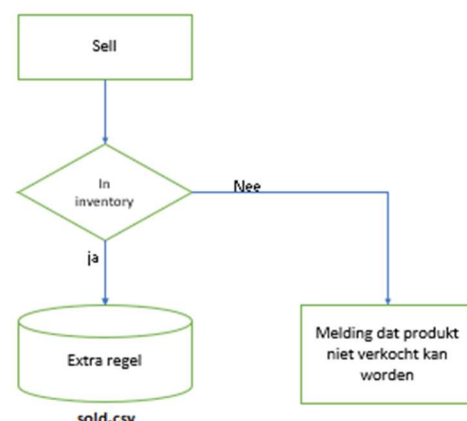 Sell
In
inventory
Nee
ja
Extra regel
Melding dat produkt
niet verkocht kan
worden
sold.csv